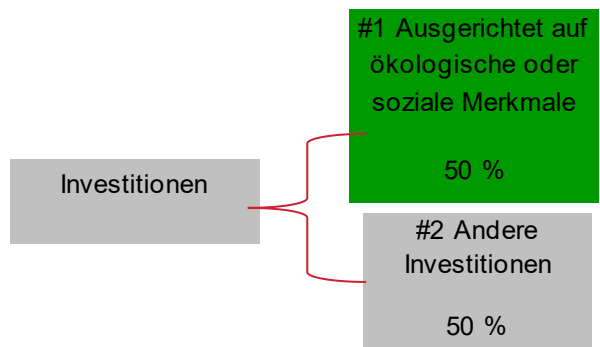 #1 Ausgerichtet auf
ökologische oder
soziale Merkmale
50 %
Investitionen
#2 Andere
Investitionen
50 %